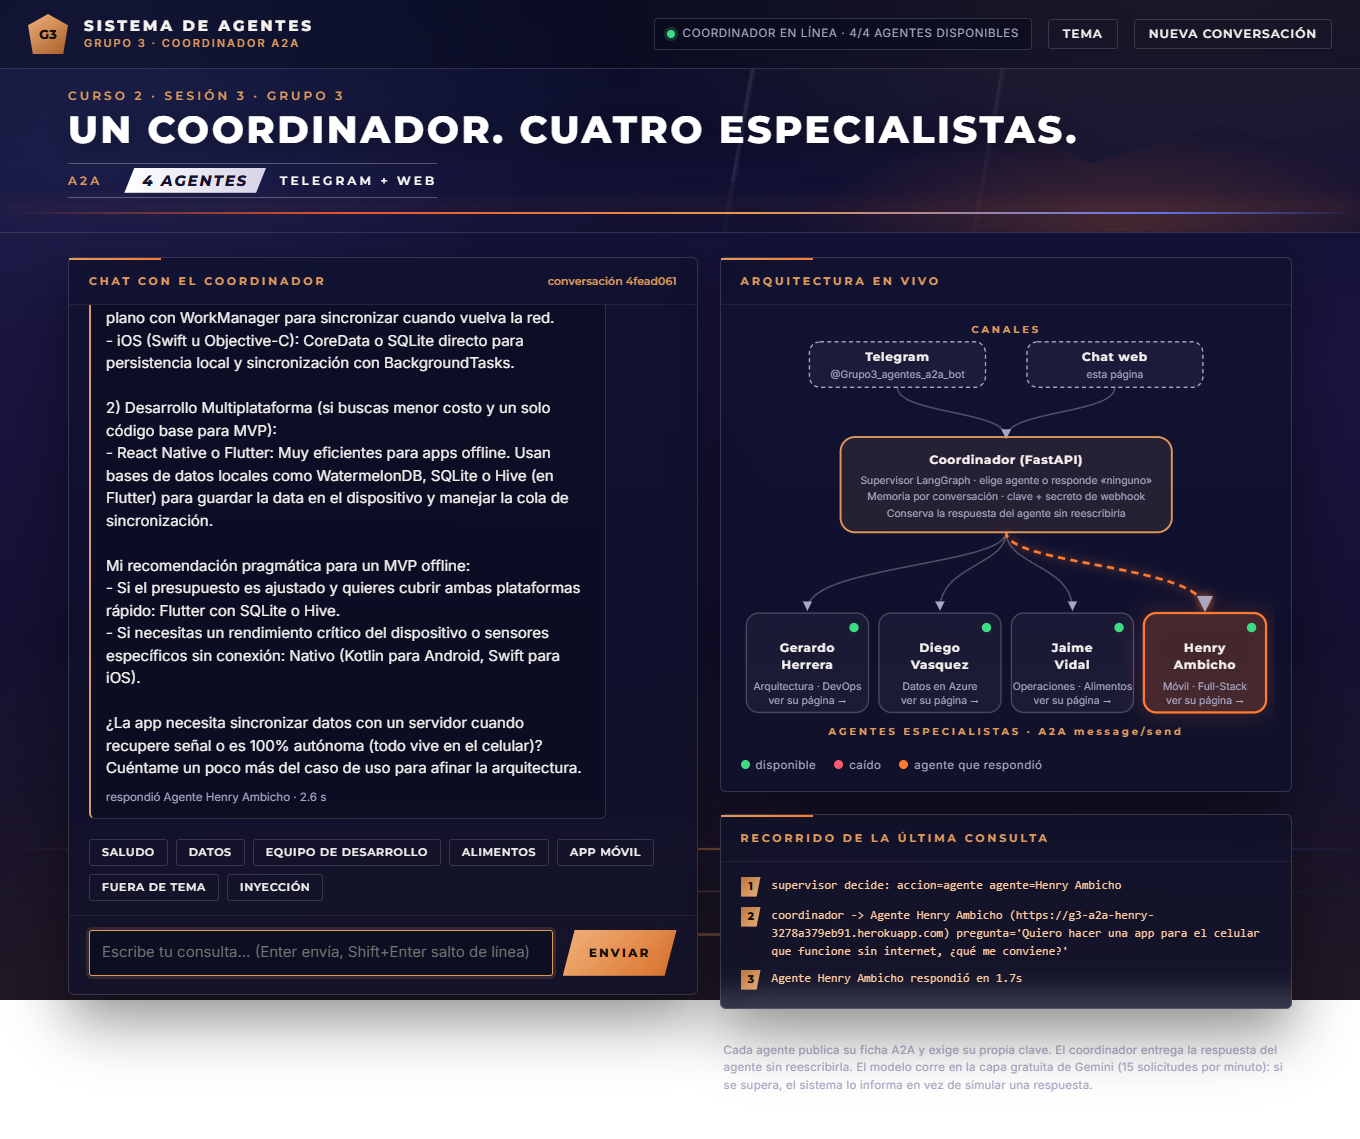 G3
SISTEMA DE AGENTES
GRUPO 3 · COORDINADOR A2A
COORDINADOR EN LÍNEA · 4/4 AGENTES DISPONIBLES
TEMA
NUEVA CONVERSACIÓN
CURSO 2 · SESIÓN 3 · GRUPO 3
UN COORDINADOR. CUATRO ESPECIALISTAS.
A2A 4 AGENTES TELEGRAM + WEB
CHAT CON EL COORDINADOR
conversación 4fead061
plano con WorkManager para sincronizar cuando vuelva la red.
- iOS (Swift u Objective-C): CoreData o SQLite directo para
persistencia local y sincronización con BackgroundTasks.
2) Desarrollo Multiplataforma (si buscas menor costo y un solo
código base para MVP):
- React Native o Flutter: Muy eficientes para apps offline. Usan
bases de datos locales como WatermelonDB, SQLite o Hive (en
Flutter) para guardar la data en el dispositivo y manejar la cola de
sincronización.
Mi recomendación pragmática para un MVP offline:
- Si el presupuesto es ajustado y quieres cubrir ambas plataformas
rápido: Flutter con SQLite o Hive.
- Si necesitas un rendimiento crítico del dispositivo o sensores
específicos sin conexión: Nativo (Kotlin para Android, Swift para
iOS).
¿La app necesita sincronizar datos con un servidor cuando
recupere señal o es 100% autónoma (todo vive en el celular)?
Cuéntame un poco más del caso de uso para afinar la arquitectura.
respondió Agente Henry Ambicho · 2.6 s
SALUDO
DATOS
EQUIPO DE DESARROLLO
ALIMENTOS
APP MÓVIL
FUERA DE TEMA
INYECCIÓN
Escribe tu consulta... (Enter envía, Shift+Enter salto de línea)
ENVIAR
ARQUITECTURA EN VIVO
CANALES
Telegram
@Grupo3_agentes_a2a_bot
Chat web
esta página
Coordinador (FastAPI)
Supervisor LangGraph · elige agente o responde «ninguno»
Memoria por conversación · clave + secreto de webhook
Conserva la respuesta del agente sin reescribirla
Gerardo
Herrera
Arquitectura · DevOps
ver su página →
Diego
Vasquez
Datos en Azure
ver su página →
Jaime
Vidal
Operaciones · Alimentos
ver su página →
Henry
Ambicho
Móvil · Full-Stack
ver su página →
AGENTES ESPECIALISTAS · A2A message/send
disponible
caído
agente que respondió
RECORRIDO DE LA ÚLTIMA CONSULTA
1 supervisor decide: accion=agente agente=Henry Ambicho
2 coordinador -> Agente Henry Ambicho (https://g3-a2a-henry-
3278a379eb91.herokuapp.com) pregunta='Quiero hacer una app para el celular
que funcione sin internet, ¿qué me conviene?'
3 Agente Henry Ambicho respondió en 1.7s
Cada agente publica su ficha A2A y exige su propia clave. El coordinador entrega la respuesta del
agente sin reescribirla. El modelo corre en la capa gratuita de Gemini (15 solicitudes por minuto): si
se supera, el sistema lo informa en vez de simular una respuesta.